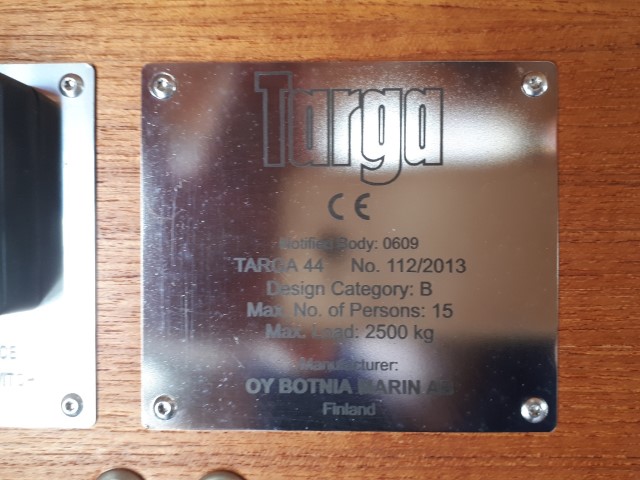 Targa
CE
Notified Body: 0609
TARGA 44 No. 112/2013
Design Category: B
Max. No. of Persons: 15
Max. Load: 2500 kg
Manufacturer:
OY BOTNIA MARIN AB
Finland